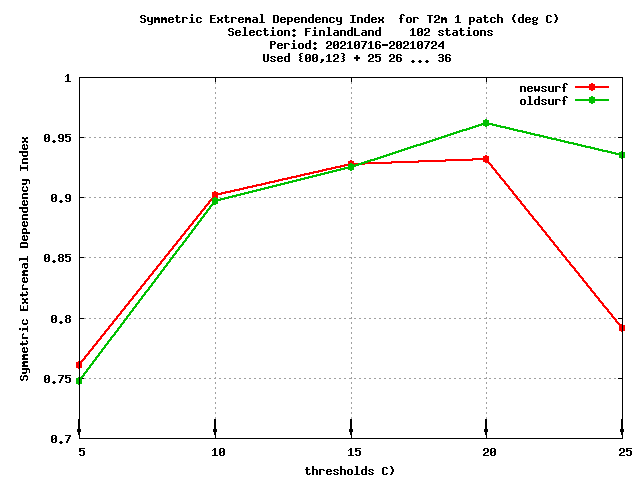 Symmetric Extremal Dependency Index  for T2m 1 patch (deg C)
Selection: FinlandLand    102 stations
Period: 20210716-20210724
Used {00,12} + 25 26 ... 36
newsurf
oldsurf
Symmetric Extremal Dependency Index
1
0.95
0.9
0.85
0.8
0.75
0.7
5 10 15 20 25
thresholds C)